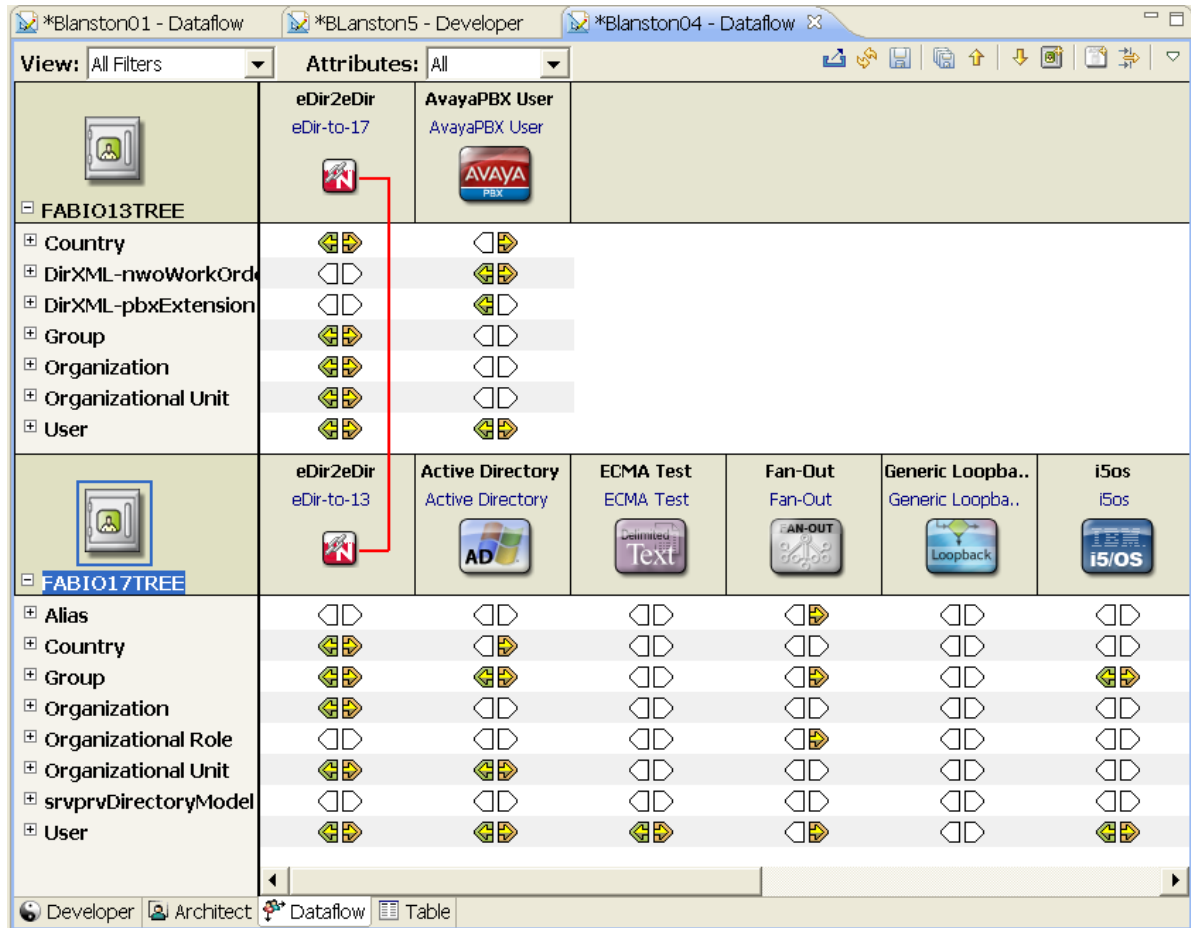 *Blanston01 - Dataflow *BLanston5 - Developer *Blanston04 - Dataflow
View: All Filters Attributes: All
eDir2eDir AvayaPBX User
eDir-to-17 AvayaPBX User
N AVAYA
PBX
FABIO13TREE
Country
DirXML-nwoWorkOrde
DirXML-pbxExtension
Group
Organization
Organizational Unit
User
eDir2eDir Active Directory ECMA Test Fan-Out Generic Loopba.. i5os
eDir-to-13 Active Directory ECMA Test Fan-Out Generic Loopba.. i5os
N AD Delimited Text FAN-OUT Loopback IBM i5/OS
FABIO17TREE
Alias
Country
Group
Organization
Organizational Role
Organizational Unit
srvprvDirectoryModel
User
Developer Architect Dataflow Table